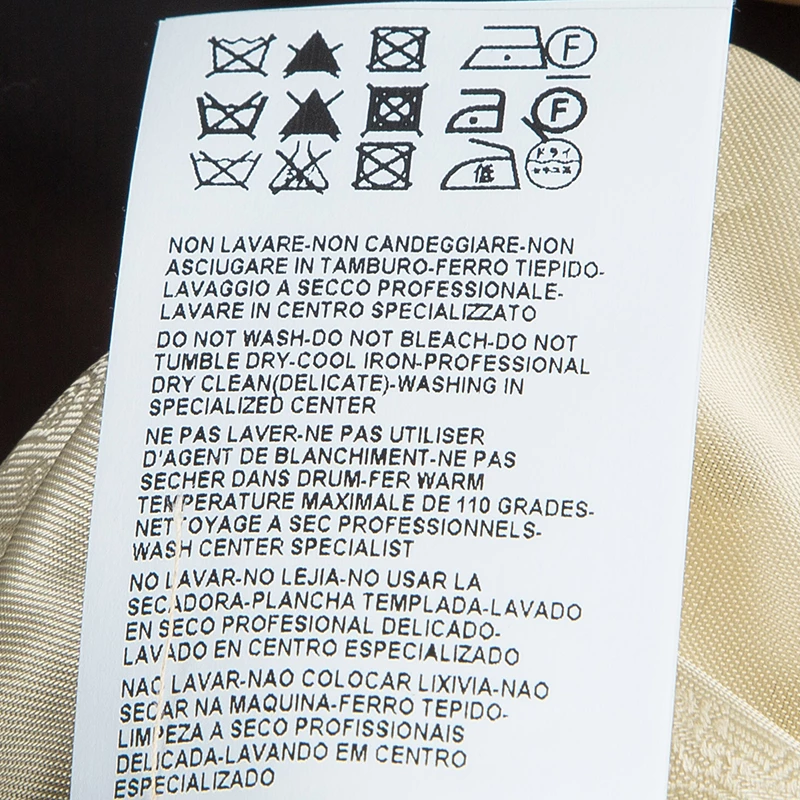 F
F
低 ドライ
NON LAVARE-NON CANDEGGIARE-NON
ASCIUGARE IN TAMBURO-FERRO TIEPIDO-
LAVAGGIO A SECCO PROFESSIONALE-
LAVARE IN CENTRO SPECIALIZZATO
DO NOT WASH-DO NOT BLEACH-DO NOT
TUMBLE DRY-COOL IRON-PROFESSIONAL
DRY CLEAN(DELICATE)-WASHING IN
SPECIALIZED CENTER
NE PAS LAVER-NE PAS UTILISER
D'AGENT DE BLANCHIMENT-NE PAS
SECHER DANS DRUM-FER WARM
TEMPERATURE MAXIMALE DE 110 GRADES-
NETTOYAGE A SEC PROFESSIONNELS-
WASH CENTER SPECIALIST
NO LAVAR-NO LEJIA-NO USAR LA
SECADORA-PLANCHA TEMPLADA-LAVADO
EN SECO PROFESIONAL DELICADO-
LAVADO EN CENTRO ESPECIALIZADO
NAO LAVAR-NAO COLOCAR LIXIVIA-NAO
SECAR NA MAQUINA-FERRO TEPIDO-
LIMPEZA A SECO PROFISSIONAIS
DELICADA-LAVANDO EM CENTRO
ESPECIALIZADO